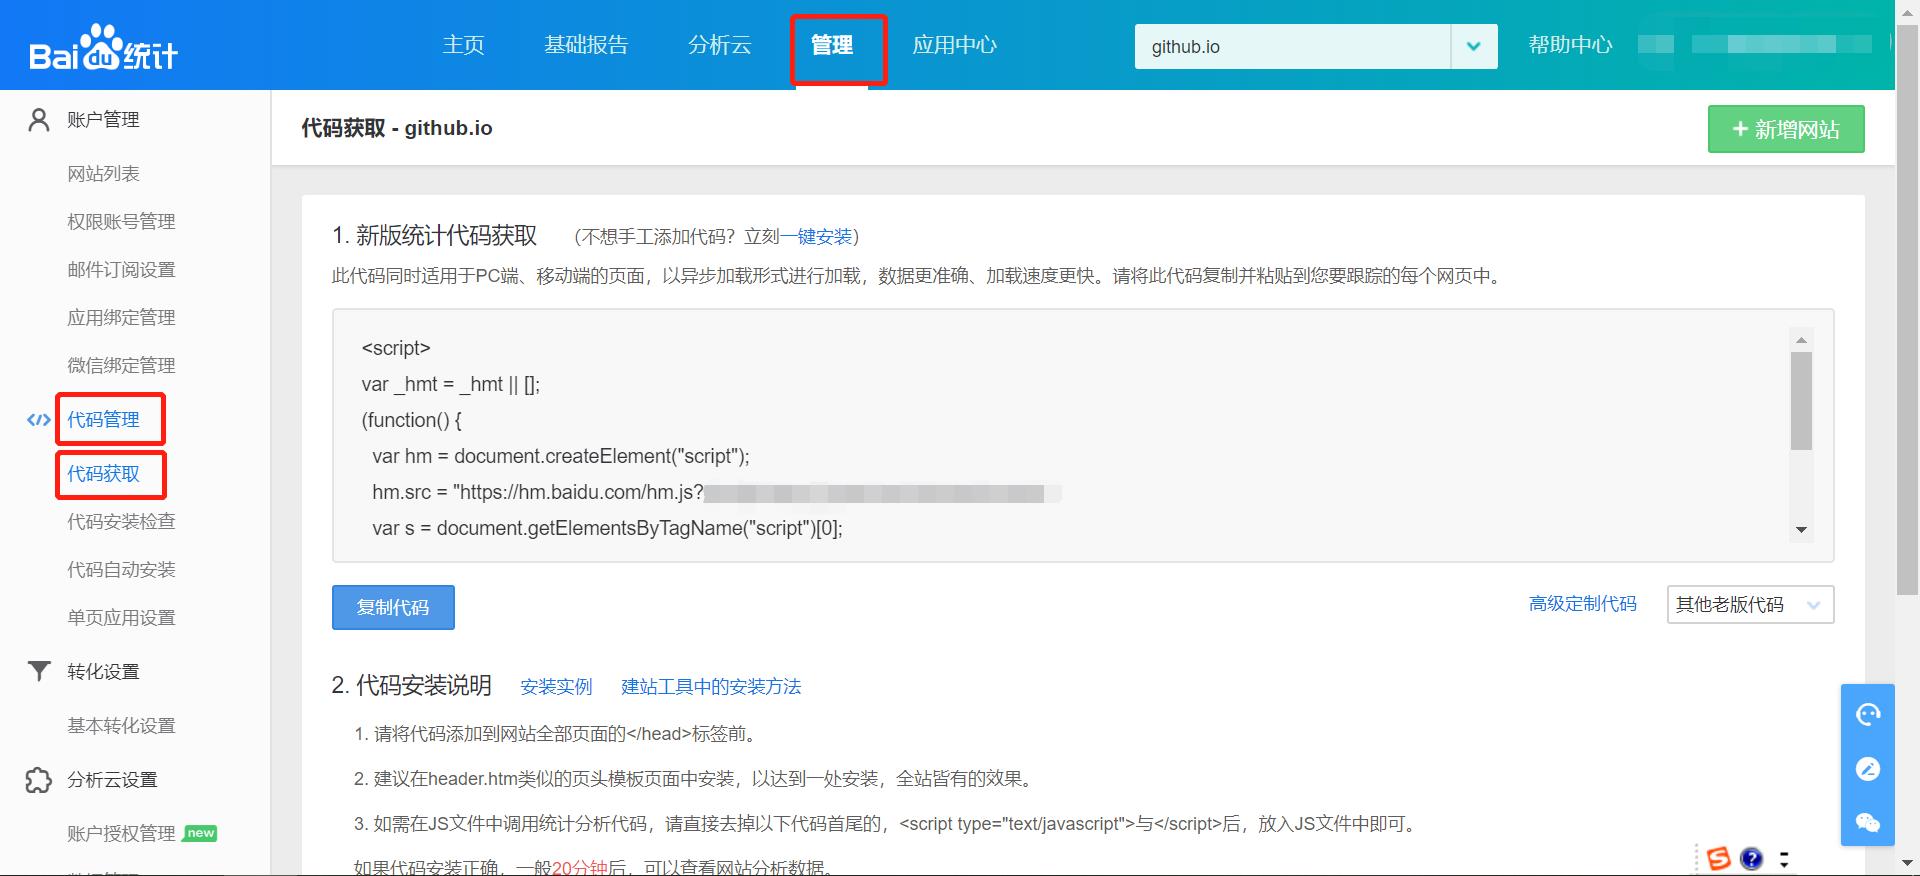 Bai du 统计
主页
基础报告
分析云
管理
应用中心
github.io
帮助中心
账户管理
网站列表
权限账号管理
邮件订阅设置
应用绑定管理
微信绑定管理
代码管理
代码获取
代码安装检查
代码自动安装
单页应用设置
转化设置
基本转化设置
分析云设置
账户授权管理 new
代码获取 - github.io
+ 新增网站
1. 新版统计代码获取 （不想手工添加代码？立刻一键安装）
此代码同时适用于PC端、移动端的页面，以异步加载形式进行加载，数据更准确、加载速度更快。请将此代码复制并粘贴到您要跟踪的每个网页中。
<script>
var _hmt = _hmt || [];
(function() {
var hm = document.createElement("script");
hm.src = "https://hm.baidu.com/hm.js?
var s = document.getElementsByTagName("script")[0];
复制代码
高级定制代码
其他老版代码
2. 代码安装说明 安装实例 建站工具中的安装方法
1. 请将代码添加到网站全部页面的</head>标签前。
2. 建议在header.htm类似的页头模板页面中安装，以达到一处安装，全站皆有的效果。
3. 如需在JS文件中调用统计分析代码，请直接去掉以下代码首尾的，<script type="text/javascript">与</script>后，放入JS文件中即可。
如果代码安装正确，一般20分钟后，可以查看网站分析数据。